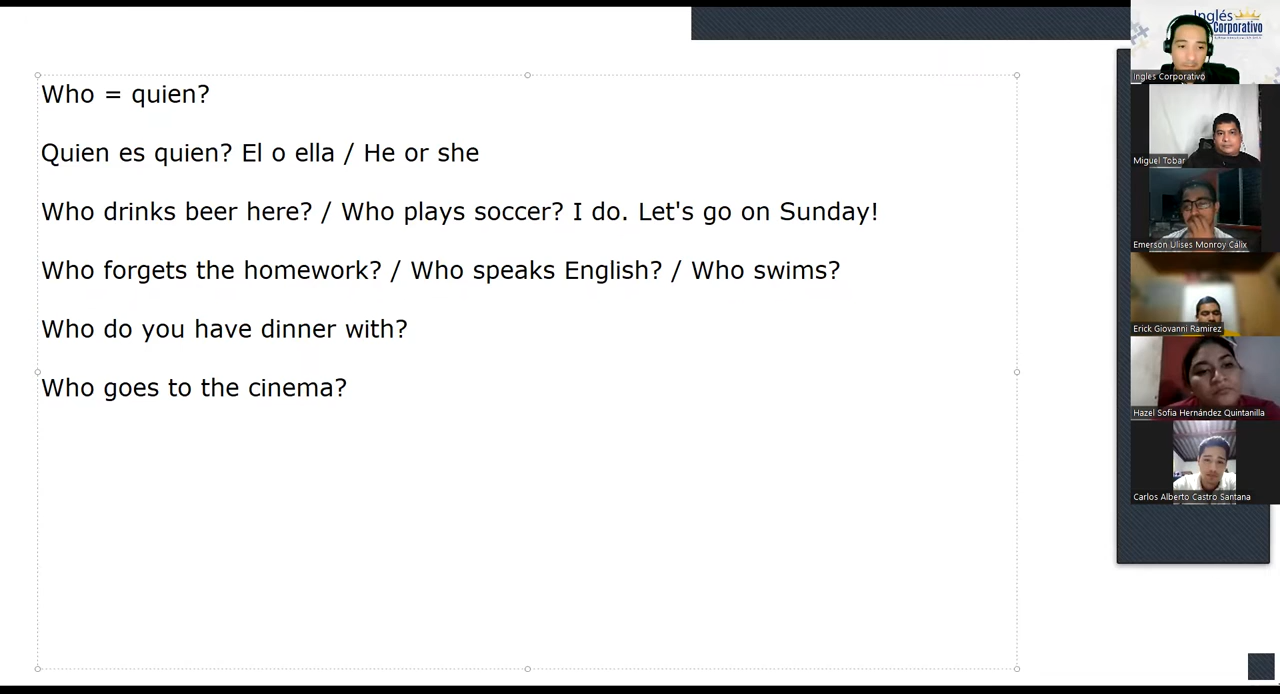 Who = quien?
Quien es quien? El o ella / He or she
Who drinks beer here? / Who plays soccer? I do. Let's go on Sunday!
Who forgets the homework? / Who speaks English? / Who swims?
Who do you have dinner with?
Who goes to the cinema?
Inglés
Corporativo
Ingles Corporativo
Miguel Tobar
Emerson Ulises Monroy Cálix
Erick Giovanni Ramirez
Hazel Sofia Hernández Quintanilla
Carlos Alberto Castro Santana